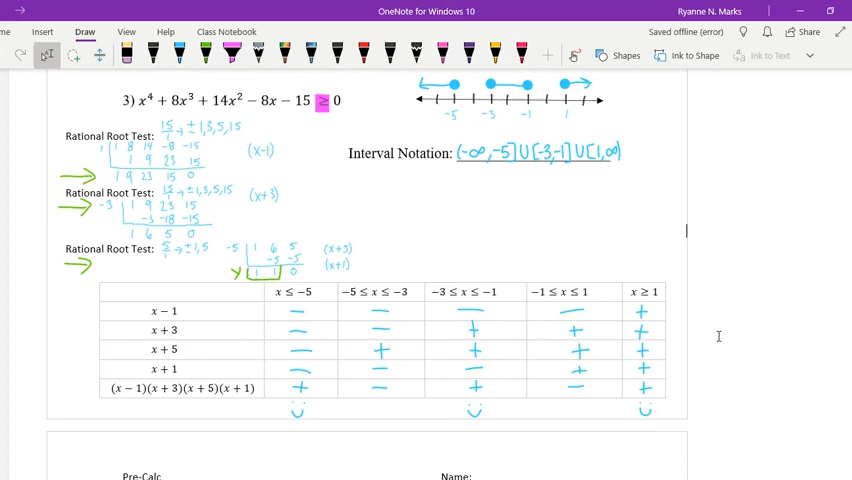 OneNote for Windows 10
Ryanne N. Marks
Home Insert Draw View Help Class Notebook
Saved offline (error) Share
Shapes Ink to Shape Ink to Text
3) x⁴ + 8x³ + 14x² − 8x − 15 ≥ 0
-5 -3 -1 1
Rational Root Test: 15/1 → ± 1,3,5,15
1 1 8 14 -8 -15 (x-1)
1 9 23 15
1 9 23 15 0
Interval Notation: (-∞,-5]∪[-3,-1]∪[1,∞)
Rational Root Test: 15/1 → ±1,3,5,15 (x+3)
-3 1 9 23 15
-3 -18 -15
1 6 5 0
Rational Root Test: 5/1 → ±1,5
-5 1 6 5 (x+5)
-5 -5 (x+1)
x 1 1 0
x ≤ −5 −5 ≤ x ≤ −3 −3 ≤ x ≤ −1 −1 ≤ x ≤ 1 x ≥ 1
x − 1 − − − − +
x + 3 − − + + +
x + 5 − + + + +
x + 1 − − − + +
(x − 1)(x + 3)(x + 5)(x + 1) + − + − +
Pre-Calc Name: